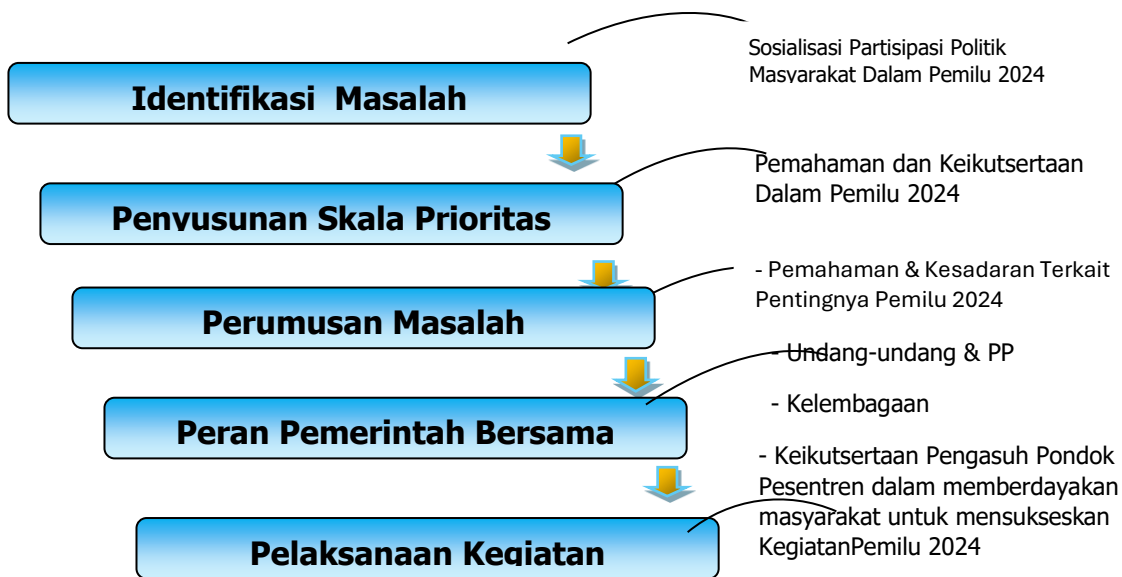 Sosialisasi Partisipasi Politik
Masyarakat Dalam Pemilu 2024
Identifikasi Masalah
Pemahaman dan Keikutsertaan
Dalam Pemilu 2024
Penyusunan Skala Prioritas
- Pemahaman & Kesadaran Terkait
Pentingnya Pemilu 2024
Perumusan Masalah
- Undang-undang & PP
- Kelembagaan
Peran Pemerintah Bersama
- Keikutsertaan Pengasuh Pondok
Pesentren dalam memberdayakan
masyarakat untuk mensukseskan
KegiatanPemilu 2024
Pelaksanaan Kegiatan